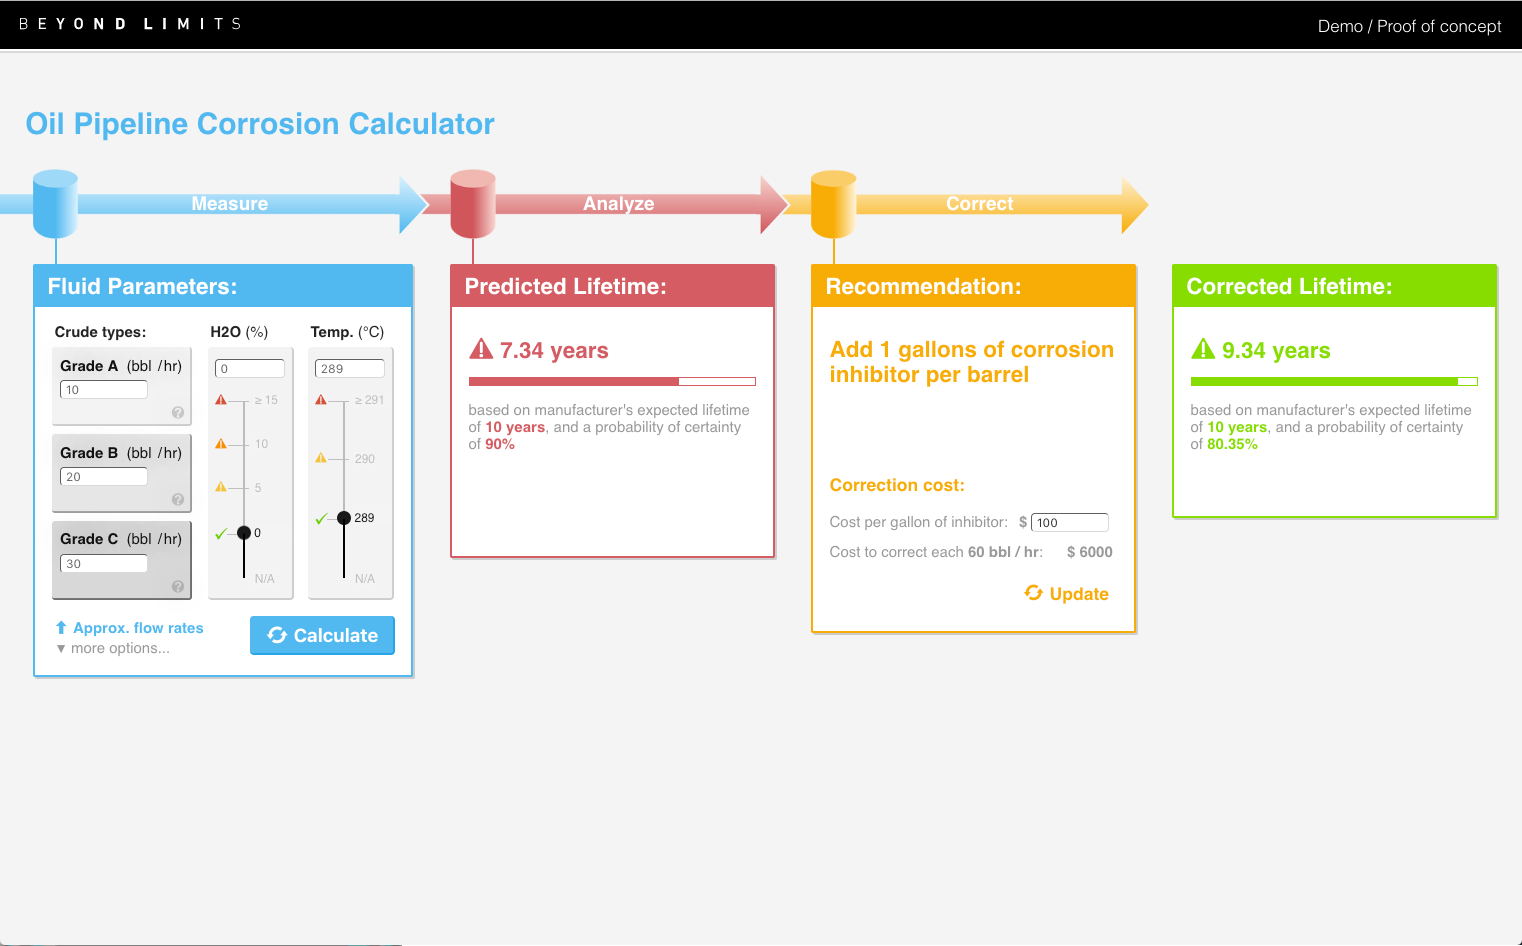 BEYOND LIMITS
Demo / Proof of concept
Oil Pipeline Corrosion Calculator
Measure
Analyze
Correct
Fluid Parameters:
Crude types:
H2O (%)
Temp. (°C)
Grade A (bbl /hr)
10
?
Grade B (bbl /hr)
20
?
Grade C (bbl /hr)
30
?
0
≥ 15
10
5
0
N/A
289
≥ 291
290
289
N/A
Approx. flow rates
more options...
Calculate
Predicted Lifetime:
7.34 years
based on manufacturer's expected lifetime
of 10 years, and a probability of certainty
of 90%
Recommendation:
Add 1 gallons of corrosion
inhibitor per barrel
Correction cost:
Cost per gallon of inhibitor: $ 100
Cost to correct each 60 bbl / hr: $ 6000
Update
Corrected Lifetime:
9.34 years
based on manufacturer's expected lifetime
of 10 years, and a probability of certainty
of 80.35%